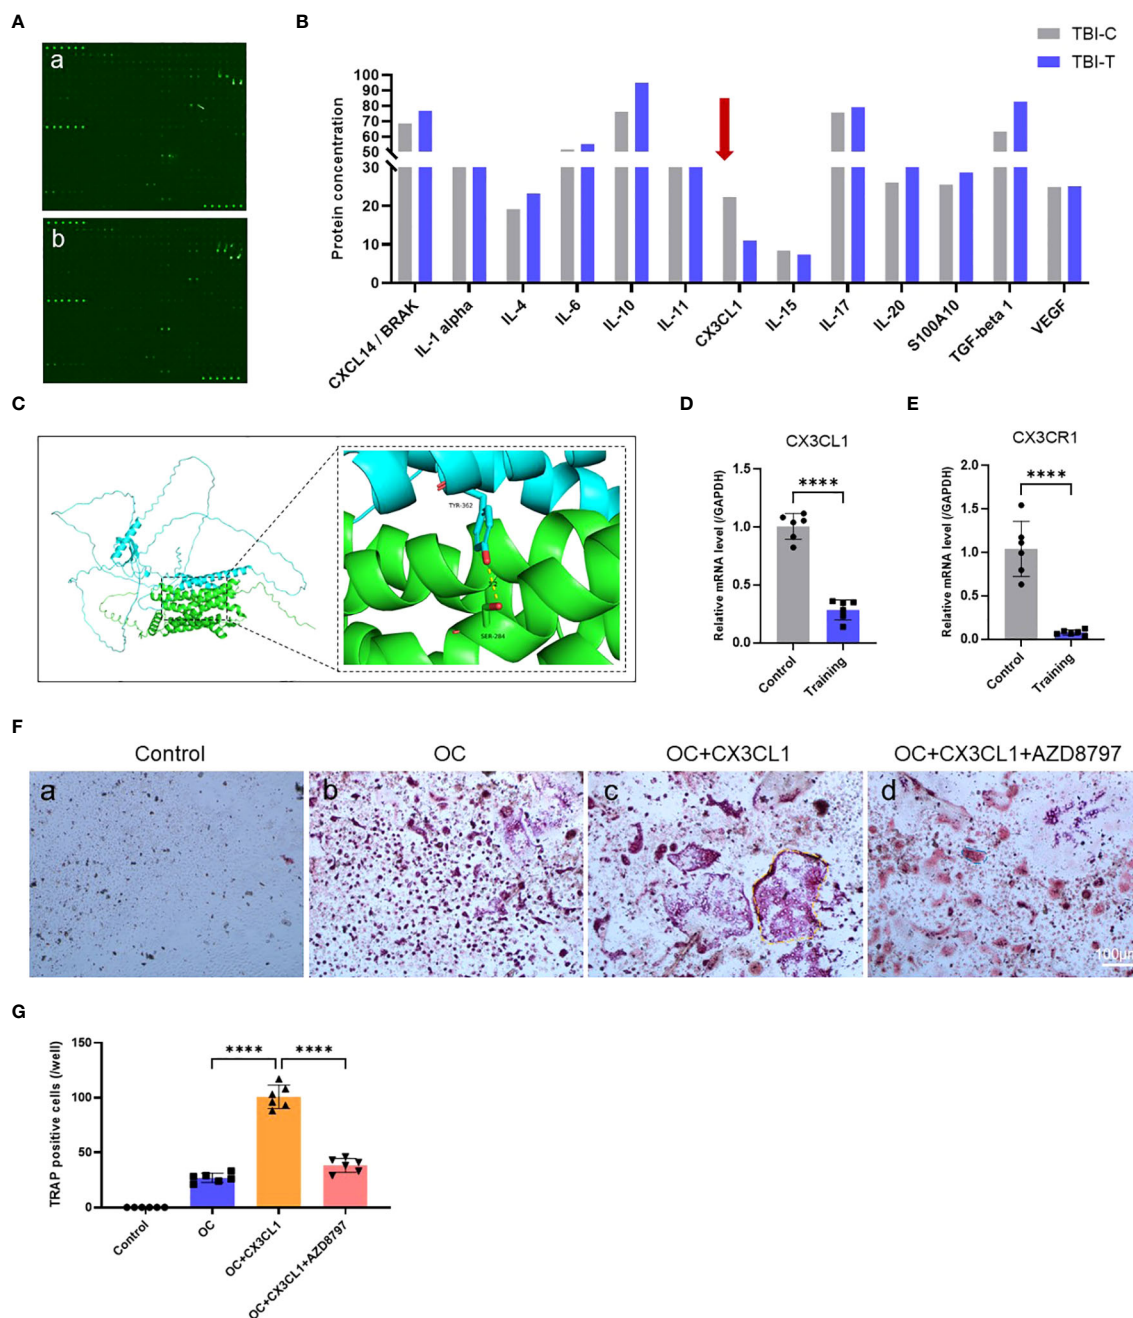 A
a
b
B
TBI-C
TBI-T
Protein concentration
100
90
80
70
60
50
30
20
10
0
CXCL14 / BRAK
IL-1 alpha
IL-4
IL-6
IL-10
IL-11
CX3CL1
IL-15
IL-17
IL-20
S100A10
TGF-beta 1
VEGF
C
TYR-362
SER-284
D
CX3CL1
Relative mRNA level (/GAPDH)
1.5
1.0
0.5
0.0
****
Control
Training
E
CX3CR1
Relative mRNA level (/GAPDH)
2.0
1.5
1.0
0.5
0.0
****
Control
Training
F
Control
OC
OC+CX3CL1
OC+CX3CL1+AZD8797
a
b
c
d
100μm
G
TRAP positive cells (/well)
150
100
50
0
****
****
Control
OC
OC+CX3CL1
OC+CX3CL1+AZD8797